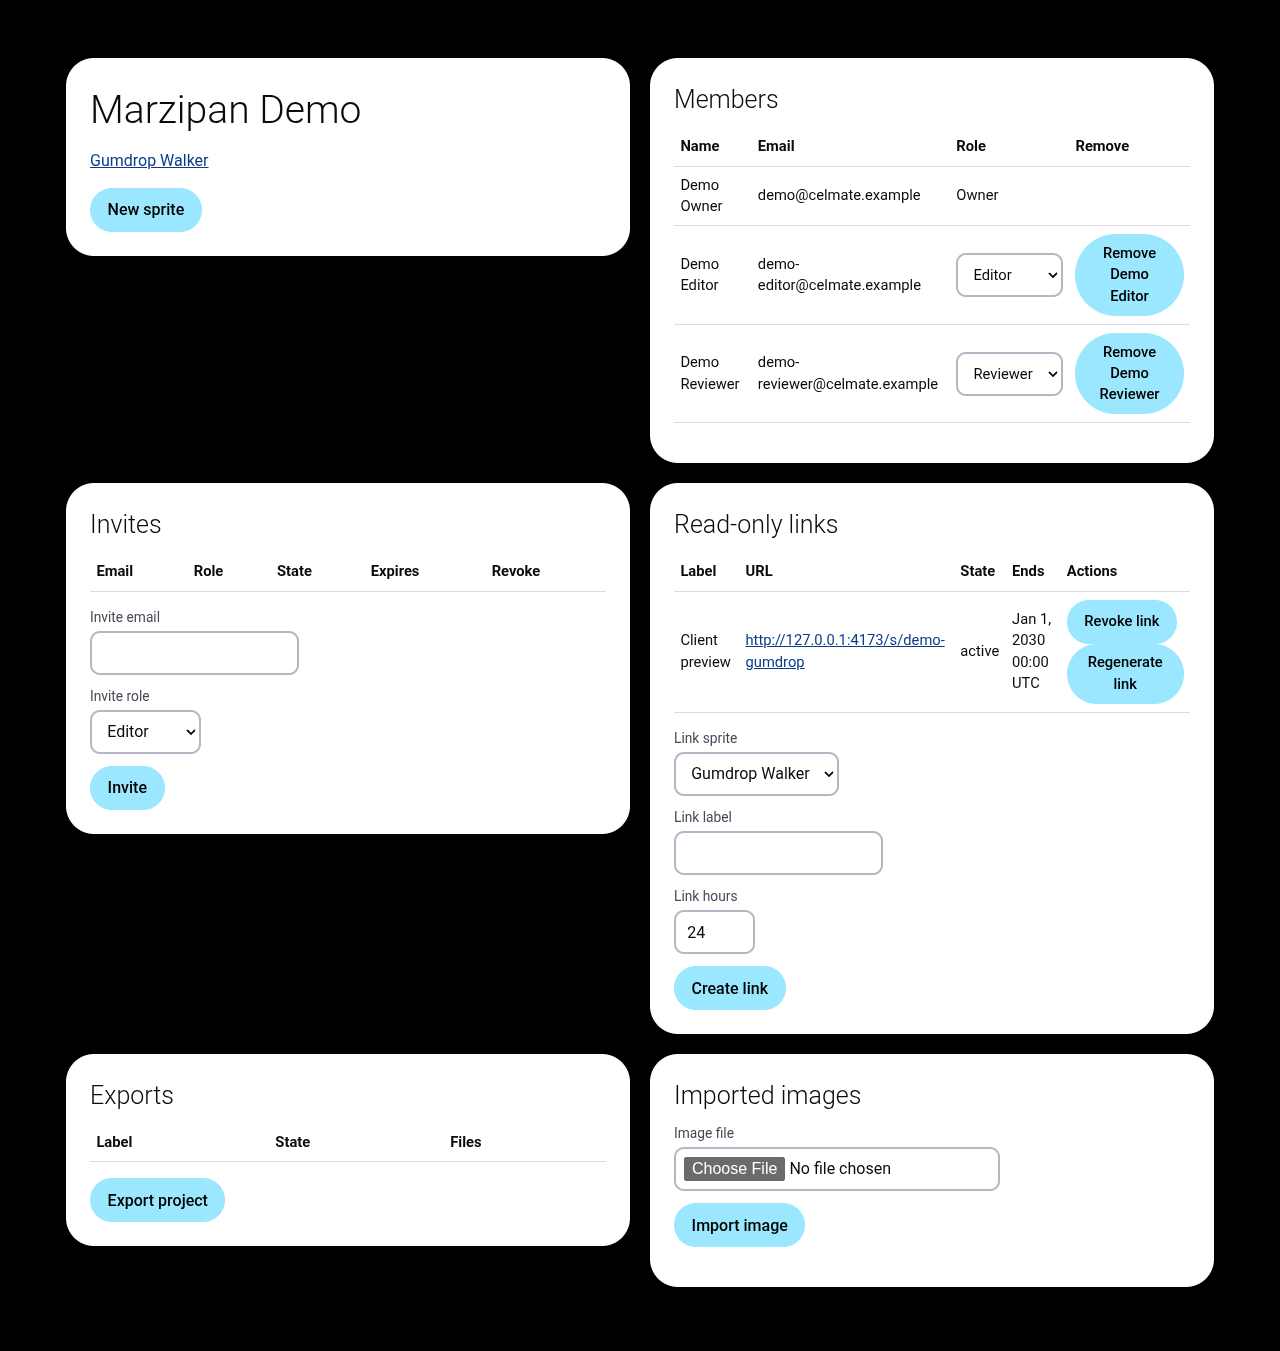 Marzipan Demo
Gumdrop Walker
New sprite
Members
Name Email Role Remove
Demo
Owner
demo@celmate.example
Owner
Demo
Editor
demo-
editor@celmate.example
Editor
Remove
Demo
Editor
Demo
Reviewer
demo-
reviewer@celmate.example
Reviewer
Remove
Demo
Reviewer
Invites
Email Role State Expires Revoke
Invite email
Invite role
Editor
Invite
Read-only links
Label URL State Ends Actions
Client
preview
http://127.0.0.1:4173/s/demo-
gumdrop
active
Jan 1,
2030
00:00
UTC
Revoke link
Regenerate
link
Link sprite
Gumdrop Walker
Link label
Link hours
24
Create link
Exports
Label State Files
Export project
Imported images
Image file
Choose File No file chosen
Import image